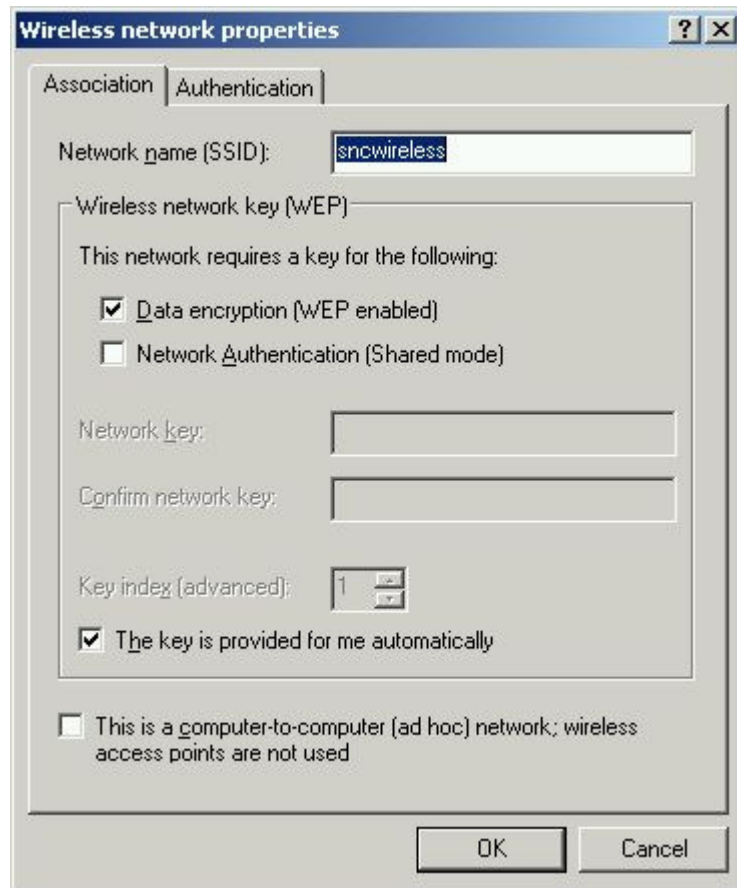 Wireless network properties
Association
Authentication
Network name (SSID):
sncwireless
Wireless network key (WEP)
This network requires a key for the following:
Data encryption (WEP enabled)
Network Authentication (Shared mode)
Network key:
Confirm network key:
Key index (advanced):
1
The key is provided for me automatically
This is a computer-to-computer (ad hoc) network; wireless
access points are not used
OK
Cancel